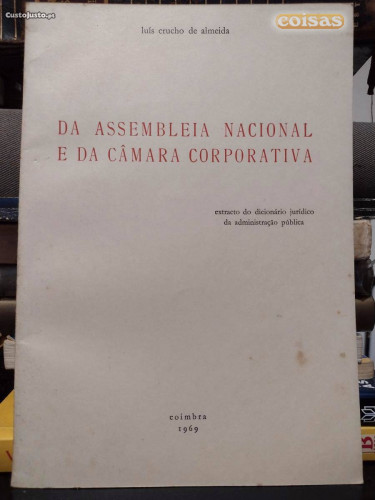 CustoJusto.pt
coisas
luís crucho de almeida
DA ASSEMBLEIA NACIONAL
E DA CÂMARA CORPORATIVA
extracto do dicionário jurídico
da administração pública
coimbra
1969